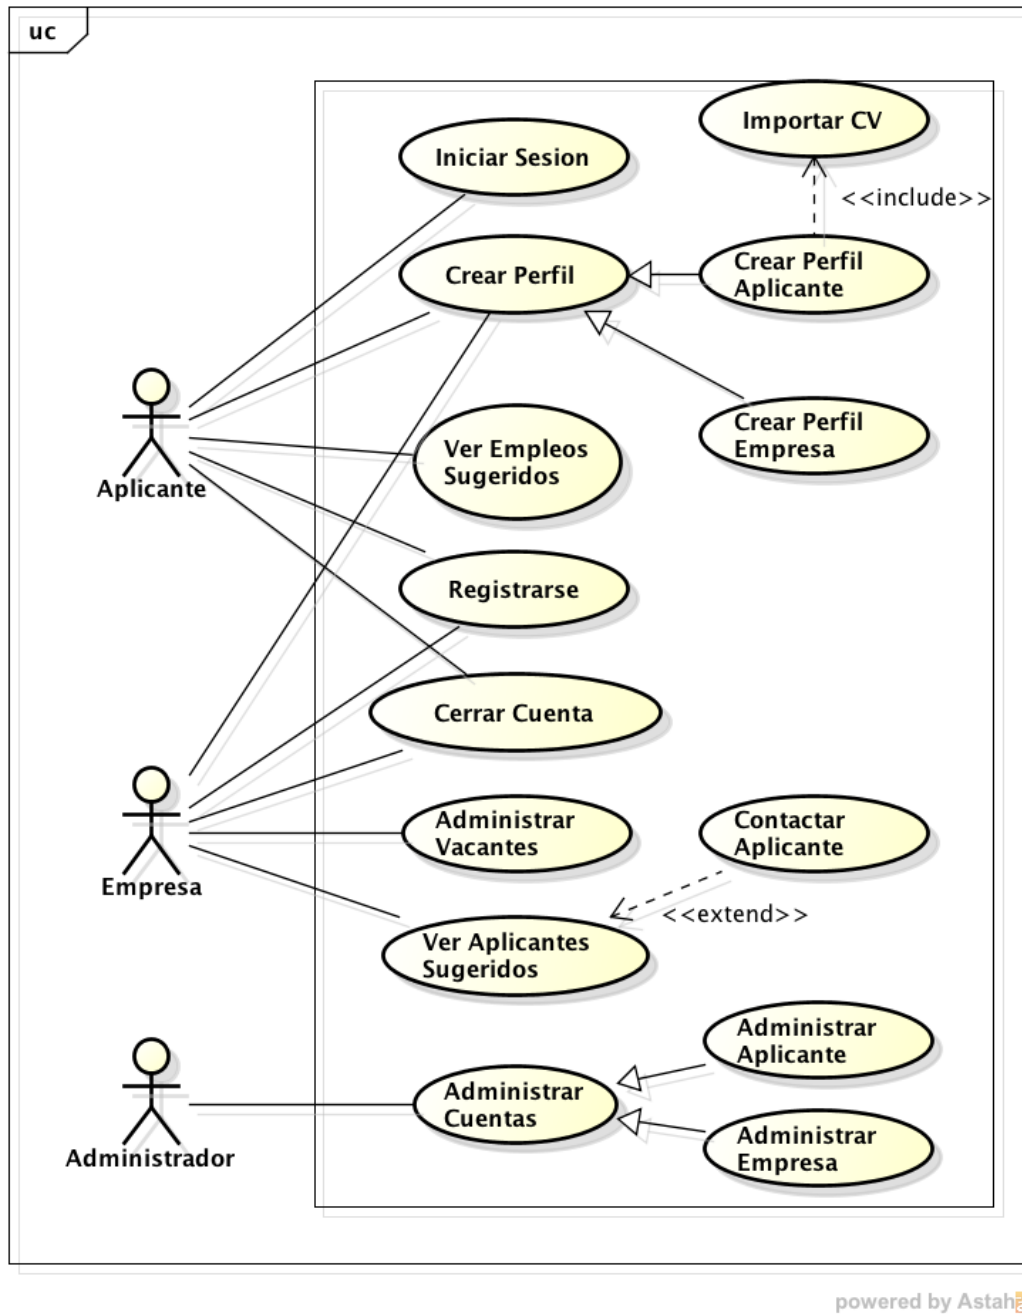 uc
Importar CV
Iniciar Sesion
<<include>>
Crear Perfil
Crear Perfil
Aplicante
Crear Perfil
Empresa
Ver Empleos
Sugeridos
Aplicante
Registrarse
Cerrar Cuenta
Administrar
Vacantes
Contactar
Aplicante
Empresa
<<extend>>
Ver Aplicantes
Sugeridos
Administrar
Aplicante
Administrar
Cuentas
Administrar
Empresa
Administrador
powered by Astah